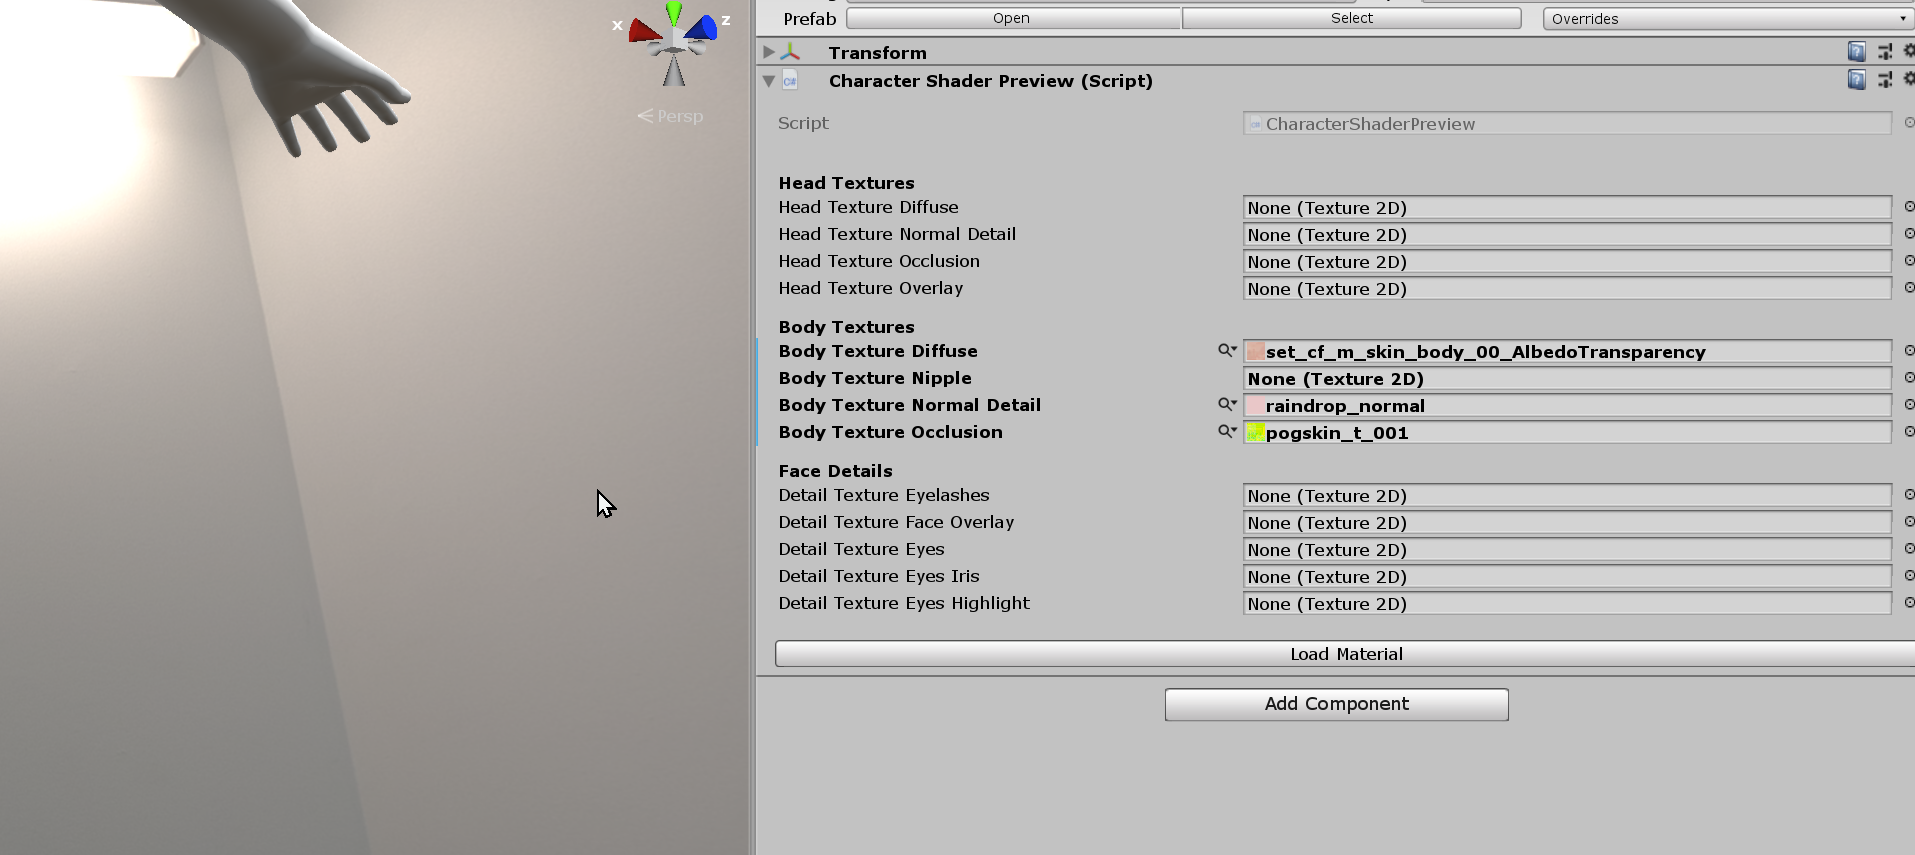 x z
Persp
Prefab Open Select Overrides
Transform
C# Character Shader Preview (Script)
Script CharacterShaderPreview
Head Textures
Head Texture Diffuse None (Texture 2D)
Head Texture Normal Detail None (Texture 2D)
Head Texture Occlusion None (Texture 2D)
Head Texture Overlay None (Texture 2D)
Body Textures
Body Texture Diffuse set_cf_m_skin_body_00_AlbedoTransparency
Body Texture Nipple None (Texture 2D)
Body Texture Normal Detail raindrop_normal
Body Texture Occlusion pogskin_t_001
Face Details
Detail Texture Eyelashes None (Texture 2D)
Detail Texture Face Overlay None (Texture 2D)
Detail Texture Eyes None (Texture 2D)
Detail Texture Eyes Iris None (Texture 2D)
Detail Texture Eyes Highlight None (Texture 2D)
Load Material
Add Component